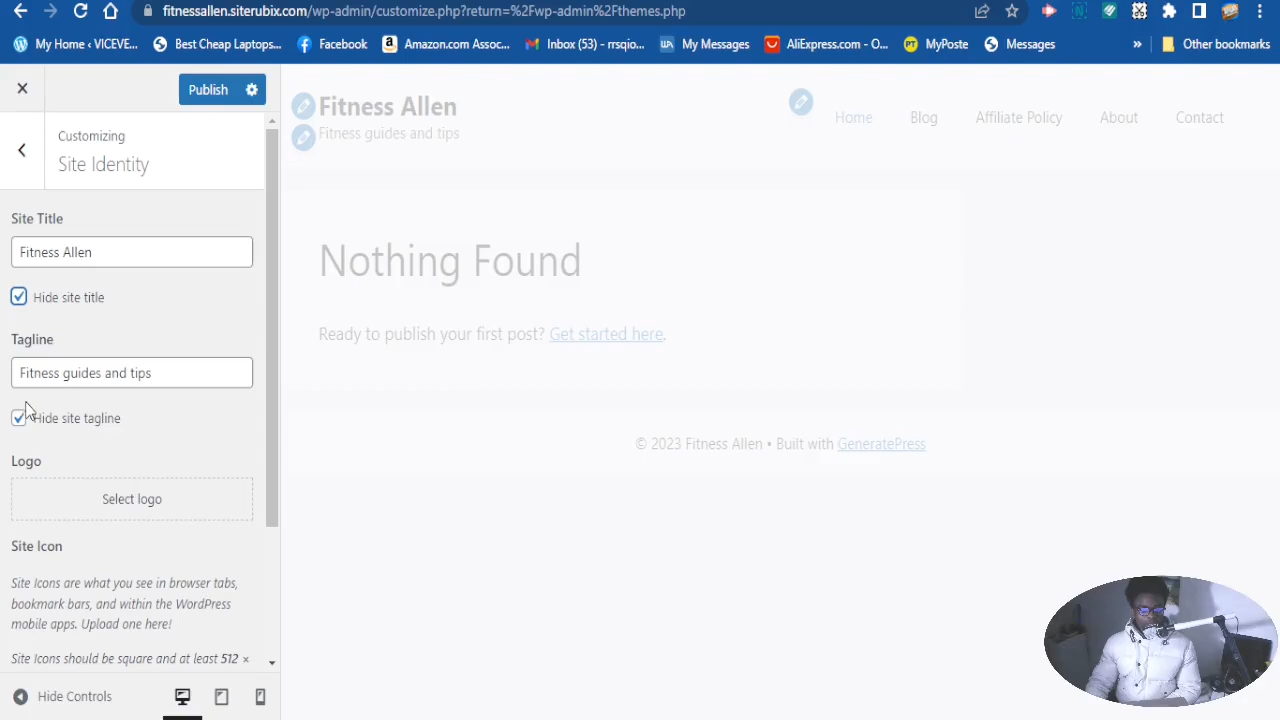 fitnessallen.siterubix.com/wp-admin/customize.php?return=%2Fwp-admin%2Fthemes.php
My Home ‹ VICEVE...
Best Cheap Laptops...
Facebook
Amazon.com Assoc...
Inbox (53) - rrsqio...
My Messages
AliExpress.com - O...
PT
MyPoste
Messages
»
Other bookmarks
Publish
Customizing
Site Identity
Site Title
Fitness Allen
Hide site title
Tagline
Fitness guides and tips
Hide site tagline
Logo
Select logo
Site Icon
Site Icons are what you see in browser tabs,
bookmark bars, and within the WordPress
mobile apps. Upload one here!
Site Icons should be square and at least 512 ×
Hide Controls
Fitness Allen
Fitness guides and tips
Home
Blog
Affiliate Policy
About
Contact
Nothing Found
Ready to publish your first post? Get started here.
© 2023 Fitness Allen • Built with GeneratePress